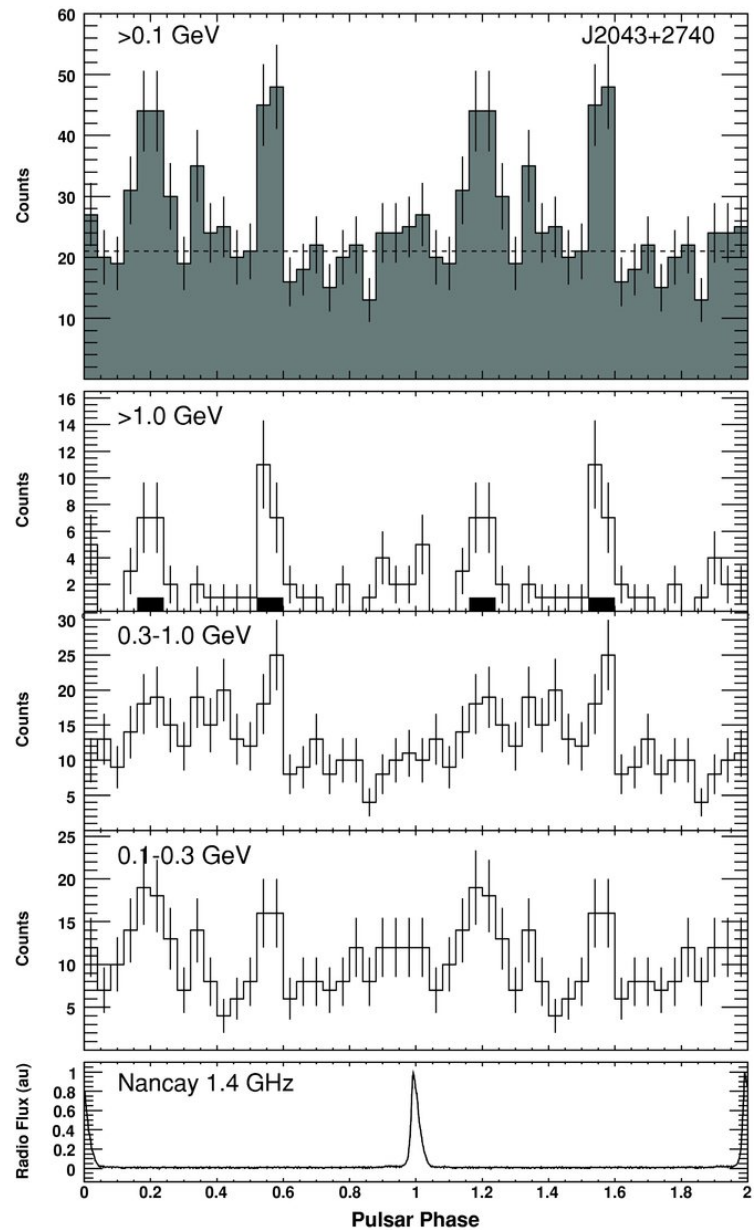 >0.1 GeV
J2043+2740
60
50
40
30
20
10
Counts
>1.0 GeV
16
14
12
10
8
6
4
2
Counts
0.3-1.0 GeV
30
25
20
15
10
5
Counts
0.1-0.3 GeV
25
20
15
10
5
Counts
Nancay 1.4 GHz
1
0.8
0.6
0.4
0.2
0
Radio Flux (au)
0 0.2 0.4 0.6 0.8 1 1.2 1.4 1.6 1.8 2
Pulsar Phase